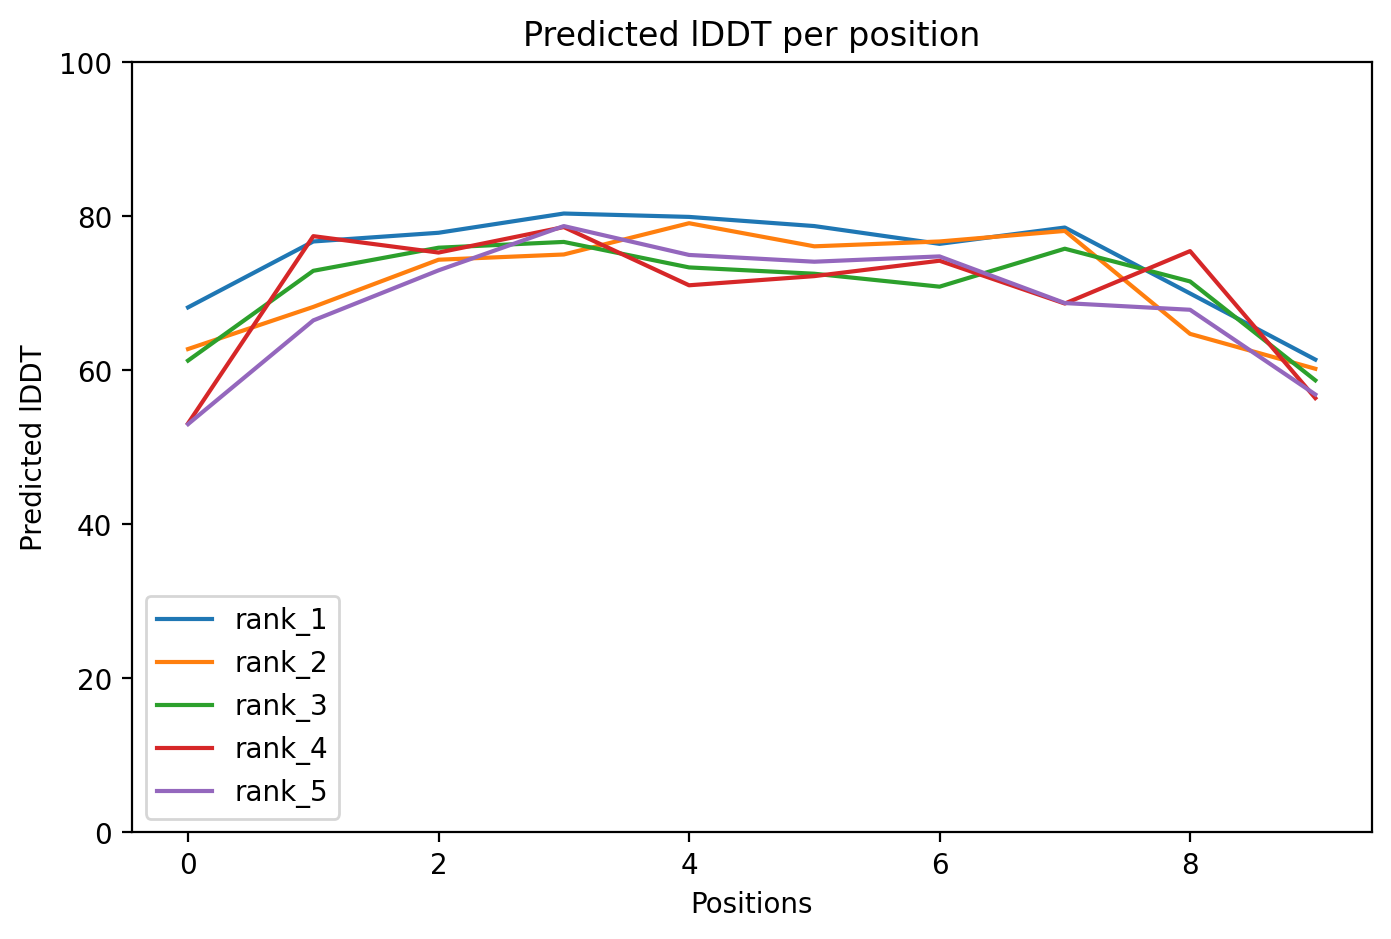 Predicted lDDT per position
100
80
60
40
20
0
Predicted lDDT
rank_1
rank_2
rank_3
rank_4
rank_5
0 2 4 6 8
Positions